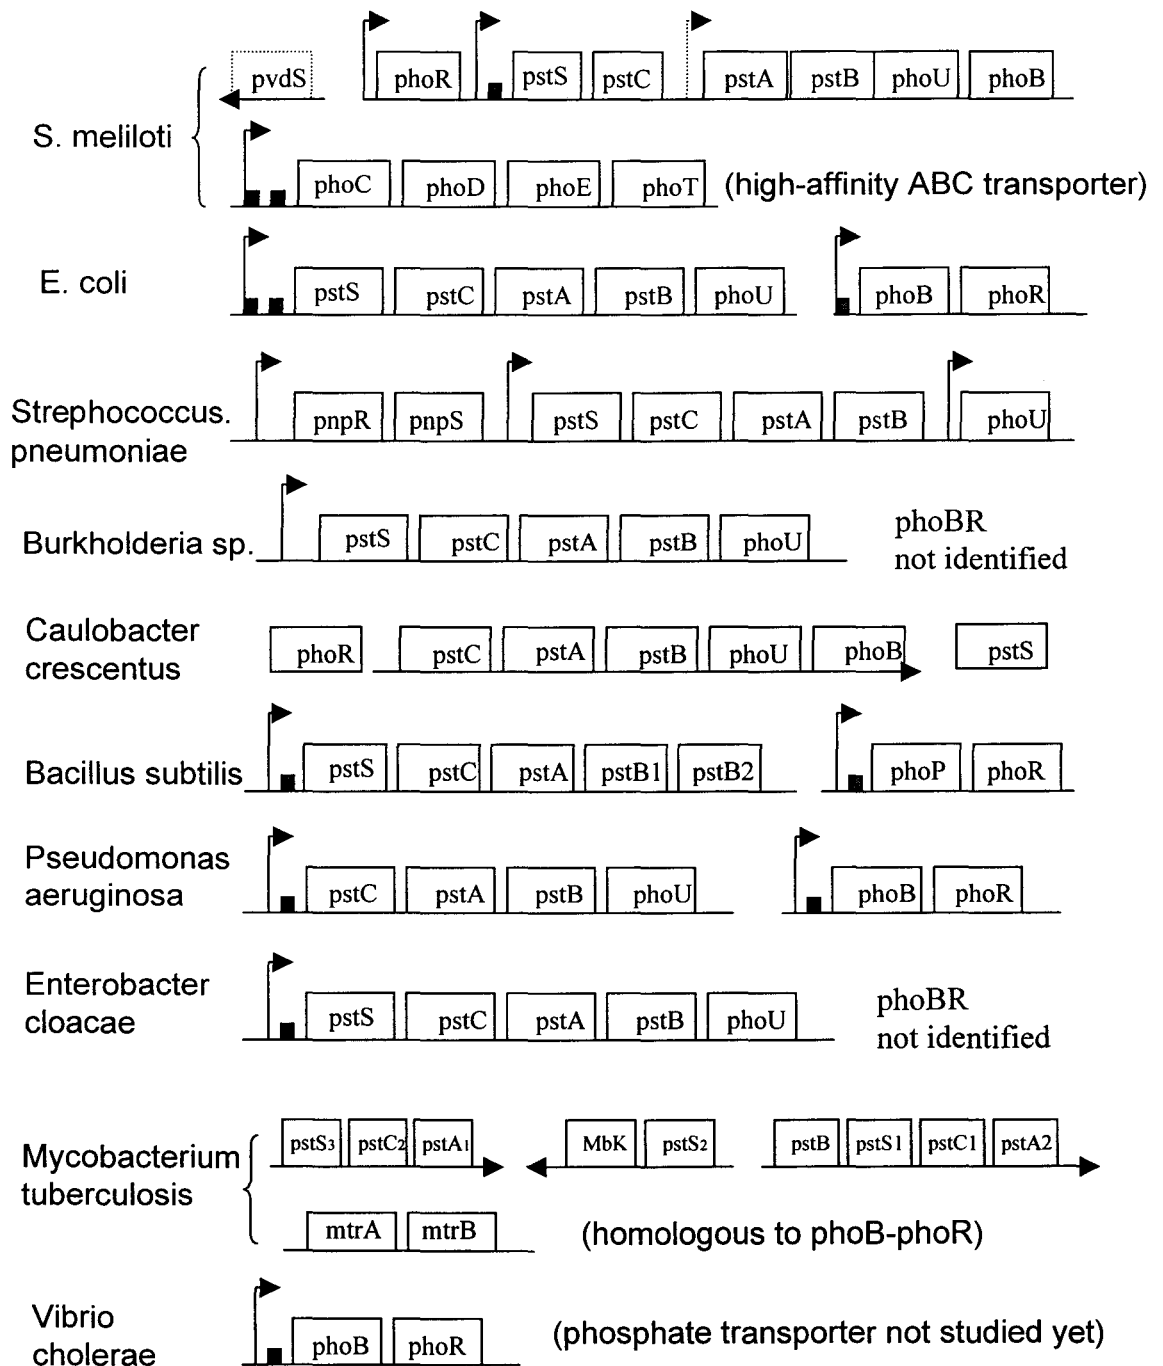 pvdS phoR pstS pstC pstA pstB phoU phoB
S. meliloti
phoC phoD phoE phoT (high-affinity ABC transporter)
E. coli
pstS pstC pstA pstB phoU phoB phoR
Strephococcus.
pneumoniae
pnpR pnpS pstS pstC pstA pstB phoU
Burkholderia sp.
pstS pstC pstA pstB phoU
phoBR
not identified
Caulobacter
crescentus
phoR pstC pstA pstB phoU phoB pstS
Bacillus subtilis
pstS pstC pstA pstB1 pstB2 phoP phoR
Pseudomonas
aeruginosa
pstC pstA pstB phoU phoB phoR
Enterobacter
cloacae
pstS pstC pstA pstB phoU
phoBR
not identified
Mycobacterium
tuberculosis
pstS3 pstC2 pstA1 MbK pstS2 pstB pstS1 pstC1 pstA2
mtrA mtrB (homologous to phoB-phoR)
Vibrio
cholerae
phoB phoR (phosphate transporter not studied yet)